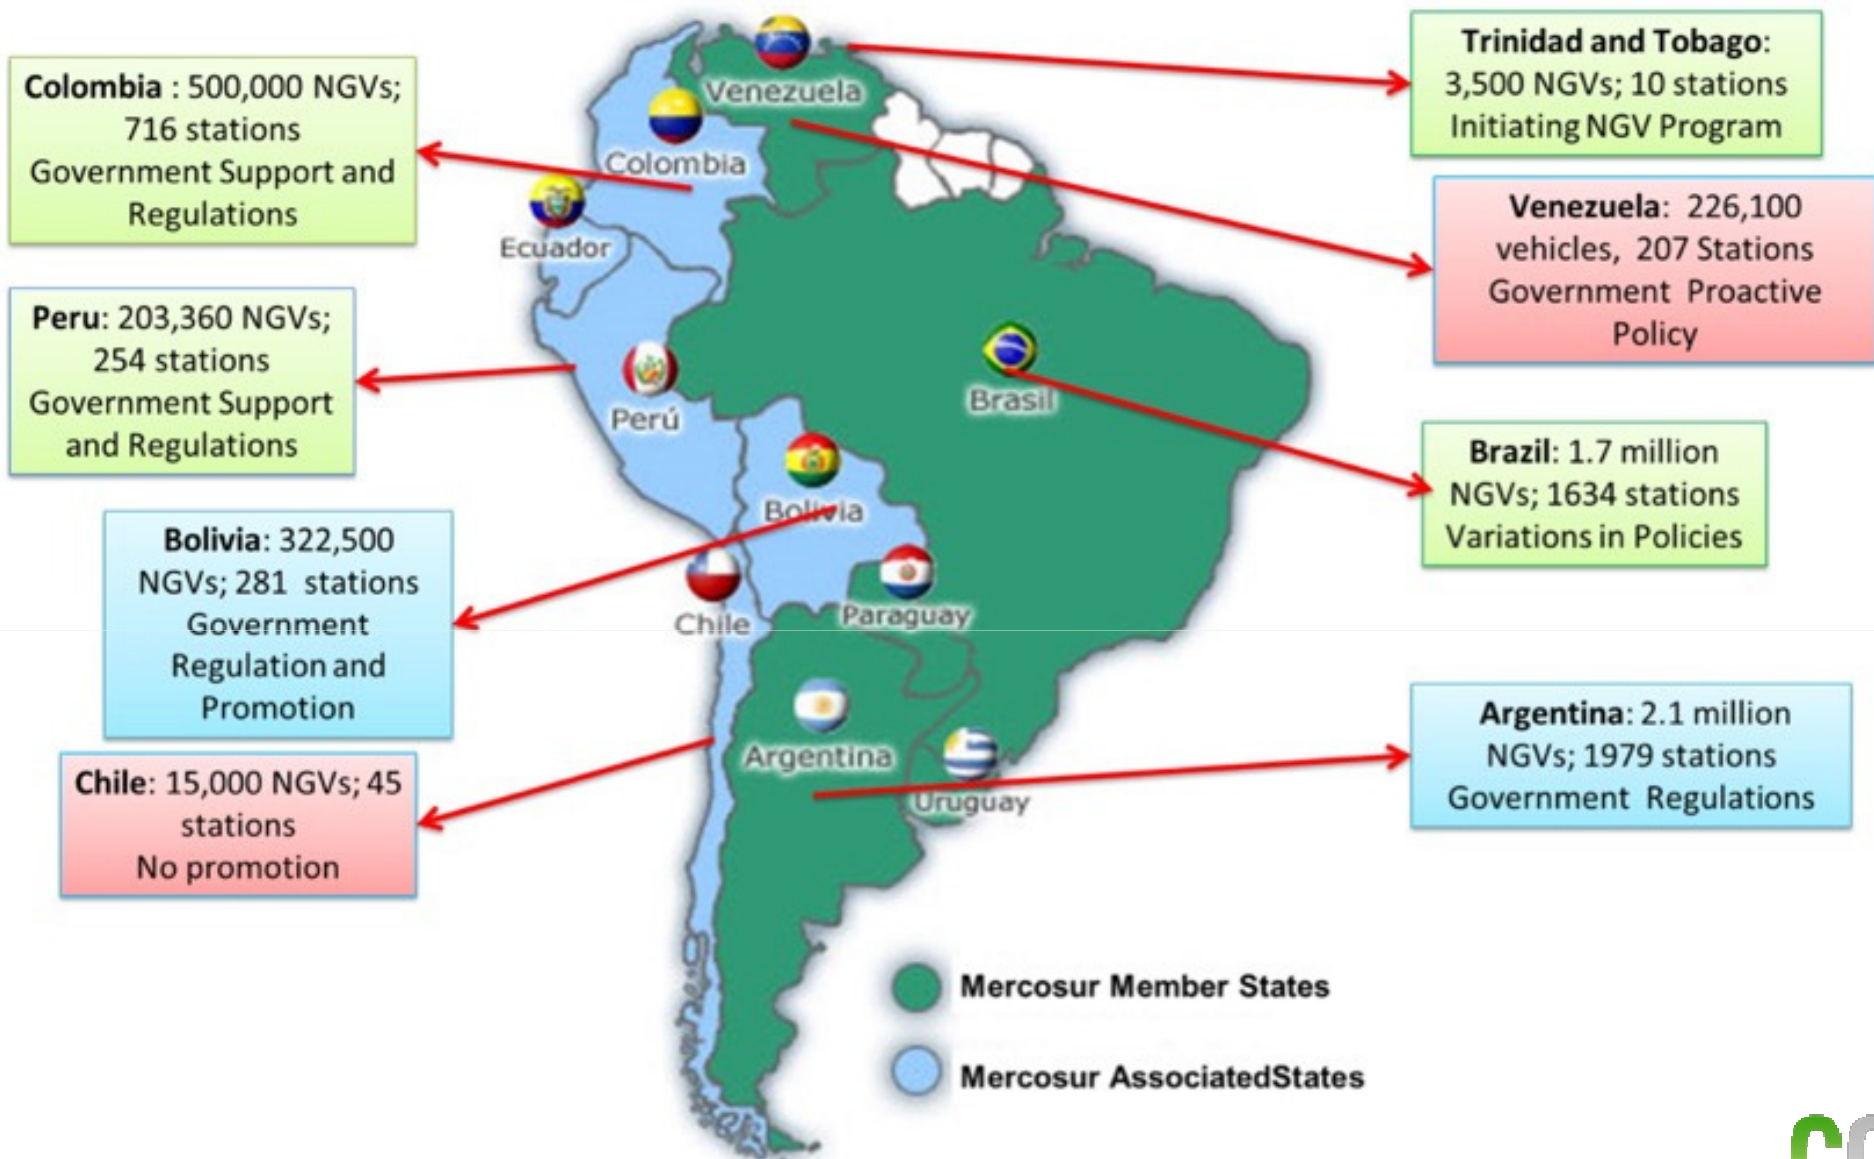 Colombia : 500,000 NGVs;
716 stations
Government Support and
Regulations
Peru: 203,360 NGVs;
254 stations
Government Support
and Regulations
Bolivia: 322,500
NGVs; 281 stations
Government
Regulation and
Promotion
Chile: 15,000 NGVs; 45
stations
No promotion
Venezuela
Colombia
Ecuador
Perú
Brasil
Bolivia
Paraguay
Chile
Argentina
Uruguay
Trinidad and Tobago:
3,500 NGVs; 10 stations
Initiating NGV Program
Venezuela: 226,100
vehicles, 207 Stations
Government Proactive
Policy
Brazil: 1.7 million
NGVs; 1634 stations
Variations in Policies
Argentina: 2.1 million
NGVs; 1979 stations
Government Regulations
Mercosur Member States
Mercosur AssociatedStates